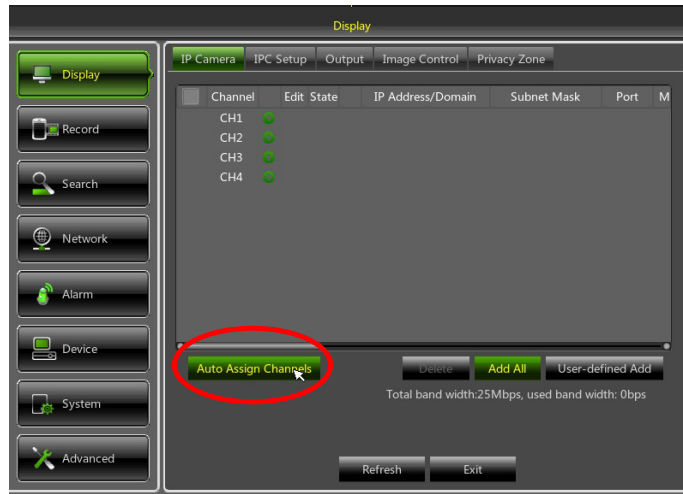 Display
Display
Record
Search
Network
Alarm
Device
System
Advanced
IP Camera IPC Setup Output Image Control Privacy Zone
Channel Edit State IP Address/Domain Subnet Mask Port M
CH1
CH2
CH3
CH4
Auto Assign Channels Delete Add All User-defined Add
Total band width:25Mbps, used band width: 0bps
Refresh Exit